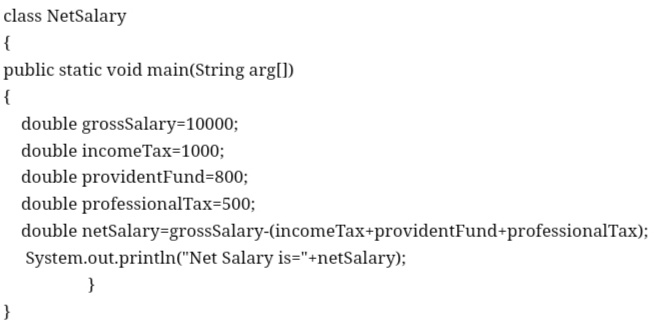 class NetSalary
{
public static void main(String arg[])
{
double grossSalary=10000;
double incomeTax=1000;
double providentFund=800;
double professionalTax=500;
double netSalary=grossSalary-(incomeTax+providentFund+professionalTax);
System.out.println("Net Salary is="+netSalary);
}
}